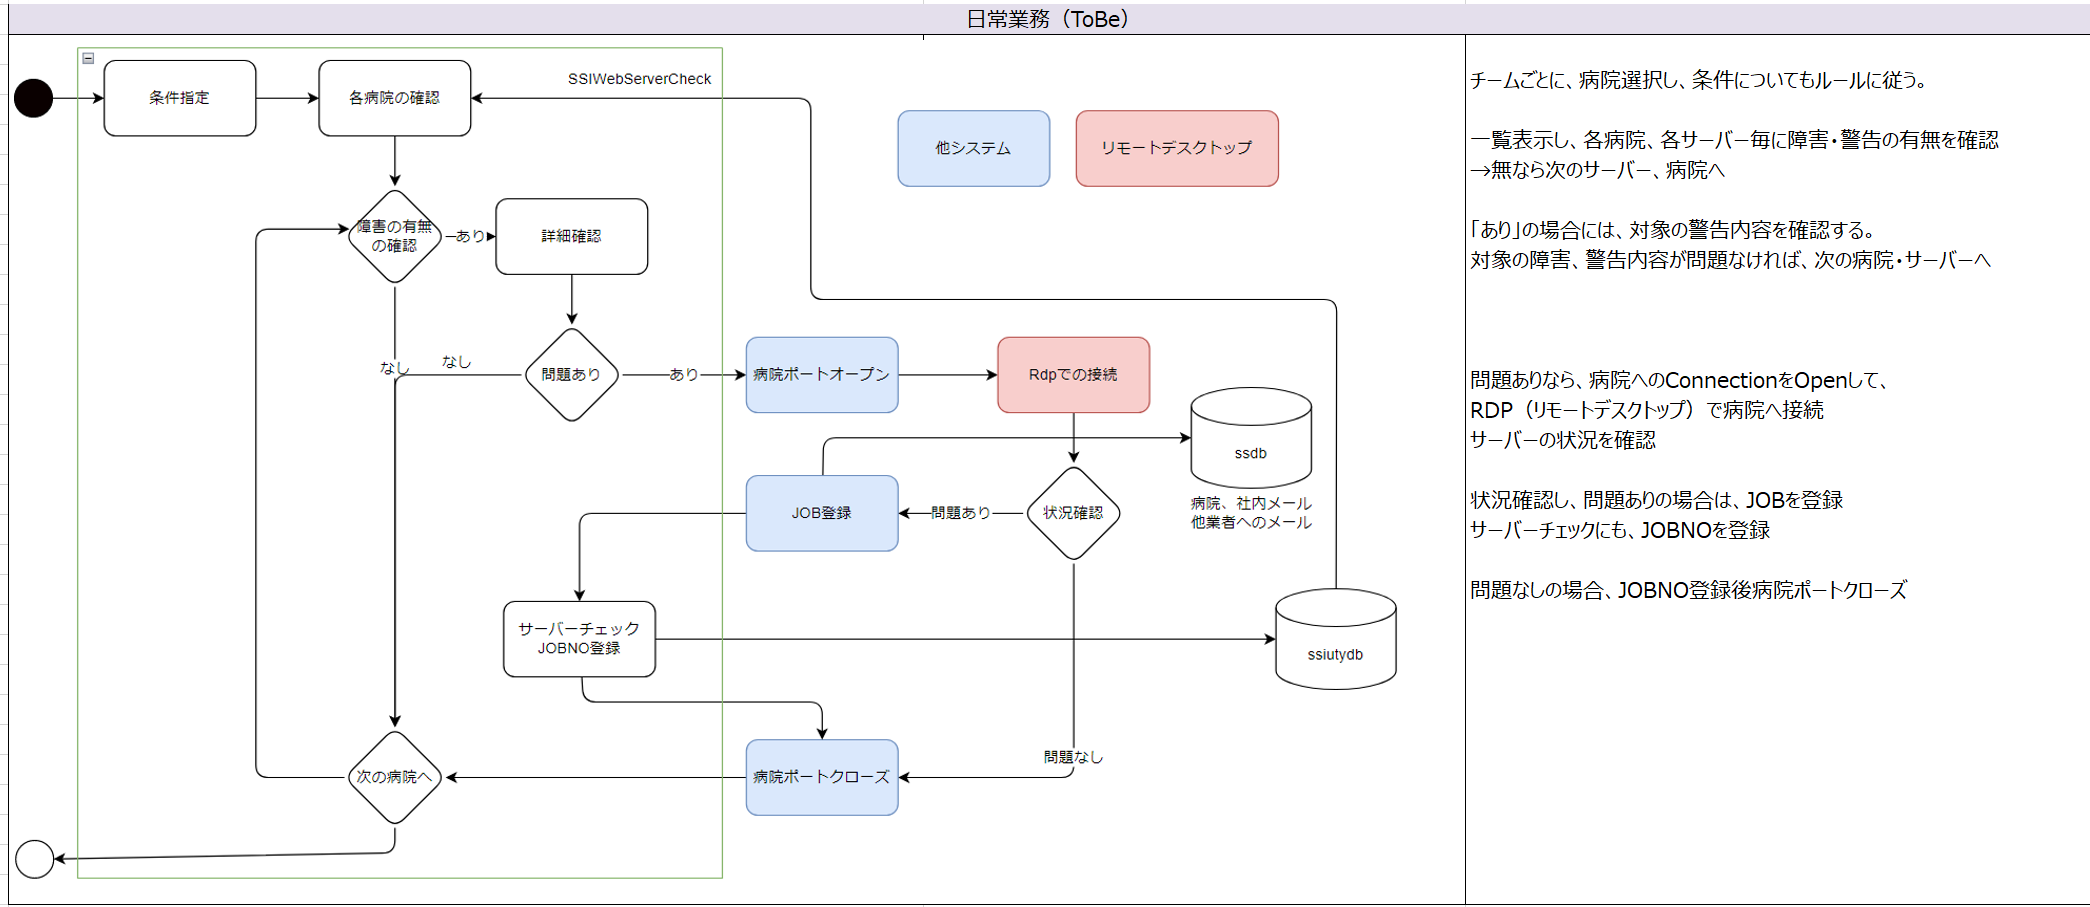 日常業務（ToBe）
SSIWebServerCheck
条件指定
各病院の確認
他システム
リモートデスクトップ
障害の有無
の確認
あり
詳細確認
なし
なし
問題あり
あり
病院ポートオープン
Rdpでの接続
ssdb
病院、社内メール
他業者へのメール
JOB登録
問題あり
状況確認
サーバーチェック
JOBNO登録
ssiutydb
問題なし
次の病院へ
病院ポートクローズ
チームごとに、病院選択し、条件についてもルールに従う。
一覧表示し、各病院、各サーバー毎に障害・警告の有無を確認
→無なら次のサーバー、病院へ
「あり」の場合には、対象の警告内容を確認する。
対象の障害、警告内容が問題なければ、次の病院・サーバーへ
問題ありなら、病院へのConnectionをOpenして、
RDP（リモートデスクトップ）で病院へ接続
サーバーの状況を確認
状況確認し、問題ありの場合は、JOBを登録
サーバーチェックにも、JOBNOを登録
問題なしの場合、JOBNO登録後病院ポートクローズ